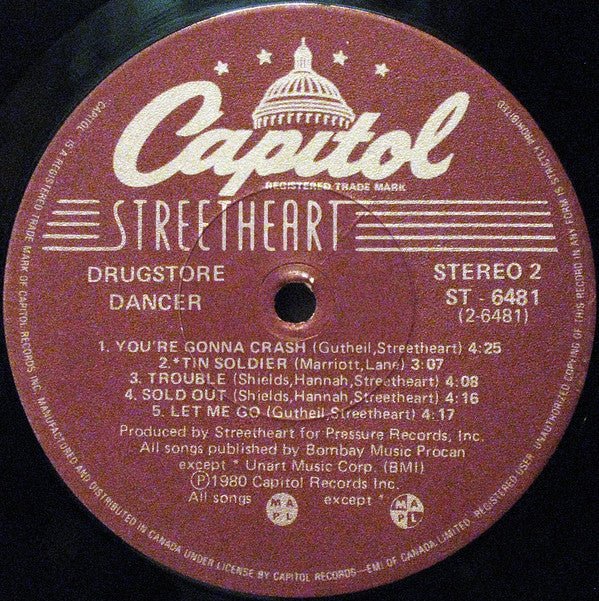 Capitol
REGISTERED TRADE MARK
STREETHEART
DRUGSTORE
DANCER
STEREO 2
ST - 6481
(2-6481)
1. YOU'RE GONNA CRASH (Gutheil,Streetheart) 4:25
2.*TIN SOLDIER (Marriott,Lane) 3:07
3. TROUBLE (Shields,Hannah,Streetheart) 4:08
4. SOLD OUT (Shields,Hannah,Streetheart) 4:16
5. LET ME GO (Gutheil,Streetheart) 4:17
Produced by Streetheart for Pressure Records, Inc.
All songs published by Bombay Music Procan
except * Unart Music Corp. (BMI)
Ⓟ1980 Capitol Records Inc.
All songs MAPL except * MAPL
CAPITOL IS A REGISTERED TRADE MARK OF CAPITOL RECORDS INC. MANUFACTURED AND DISTRIBUTED IN CANADA UNDER LICENSE BY CAPITOL RECORDS—EMI OF CANADA LIMITED, REGISTERED USER. UNAUTHORIZED COPYING OF THIS RECORD IN ANY FORM IS STRICTLY PROHIBITED